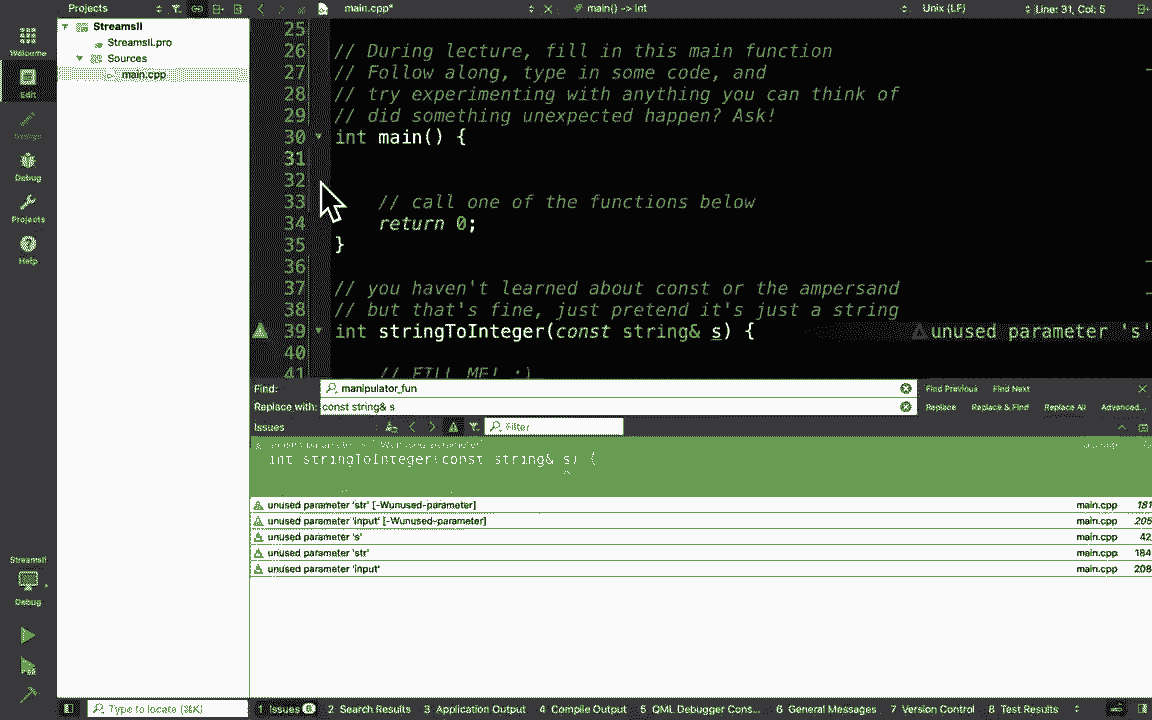 Projects
main.cpp*
main() -> int
Unix (LF)
Line: 31, Col: 5
StreamsII
StreamsII.pro
Sources
main.cpp
Welcome
Edit
Design
Debug
Projects
Help
StreamsII
Debug
25
26 // During lecture, fill in this main function
27 // Follow along, type in some code, and
28 // try experimenting with anything you can think of
29 // did something unexpected happen? Ask!
30 int main() {
31
32
33 // call one of the functions below
34 return 0;
35 }
36
37 // you haven't learned about const or the ampersand
38 // but that's fine, just pretend it's just a string
39 int stringToInteger(const string& s) { unused parameter 's'
40
41 // FILL ME! :)
Find: manipulator_fun Find Previous Find Next
Replace with: const string& s Replace Replace & Find Replace All Advanced...
Issues Filter
int stringToInteger(const string& s) {
^
unused parameter 'str' [-Wunused-parameter] main.cpp 181
unused parameter 'input' [-Wunused-parameter] main.cpp 205
unused parameter 's' main.cpp 42
unused parameter 'str' main.cpp 184
unused parameter 'input' main.cpp 208
Type to locate (⌘K) 1 Issues 6 2 Search Results 3 Application Output 4 Compile Output 5 QML Debugger Cons... 6 General Messages 7 Version Control 8 Test Results